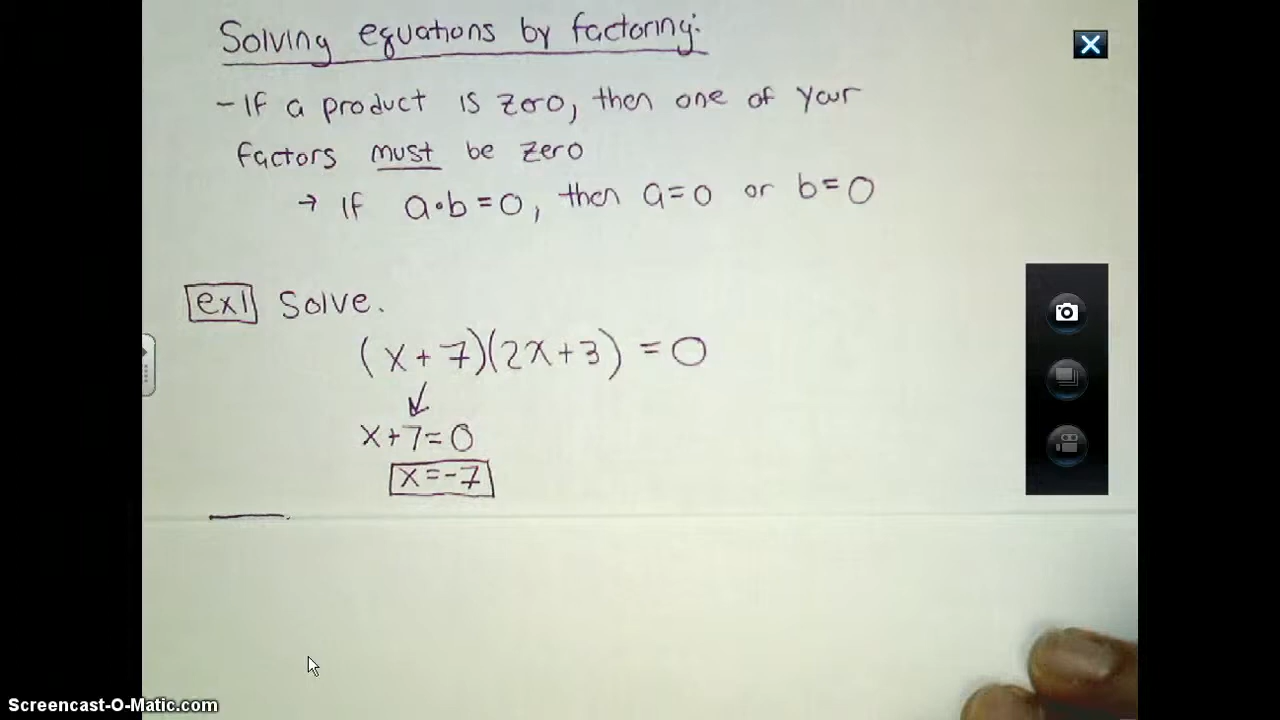 Solving equations by factoring:
- If a product is zero, then one of your
factors must be zero
→ If a•b=0, then a=0 or b=0
ex1 Solve.
(x+7)(2x+3) = 0
x+7=0
x=-7
Screencast-O-Matic.com